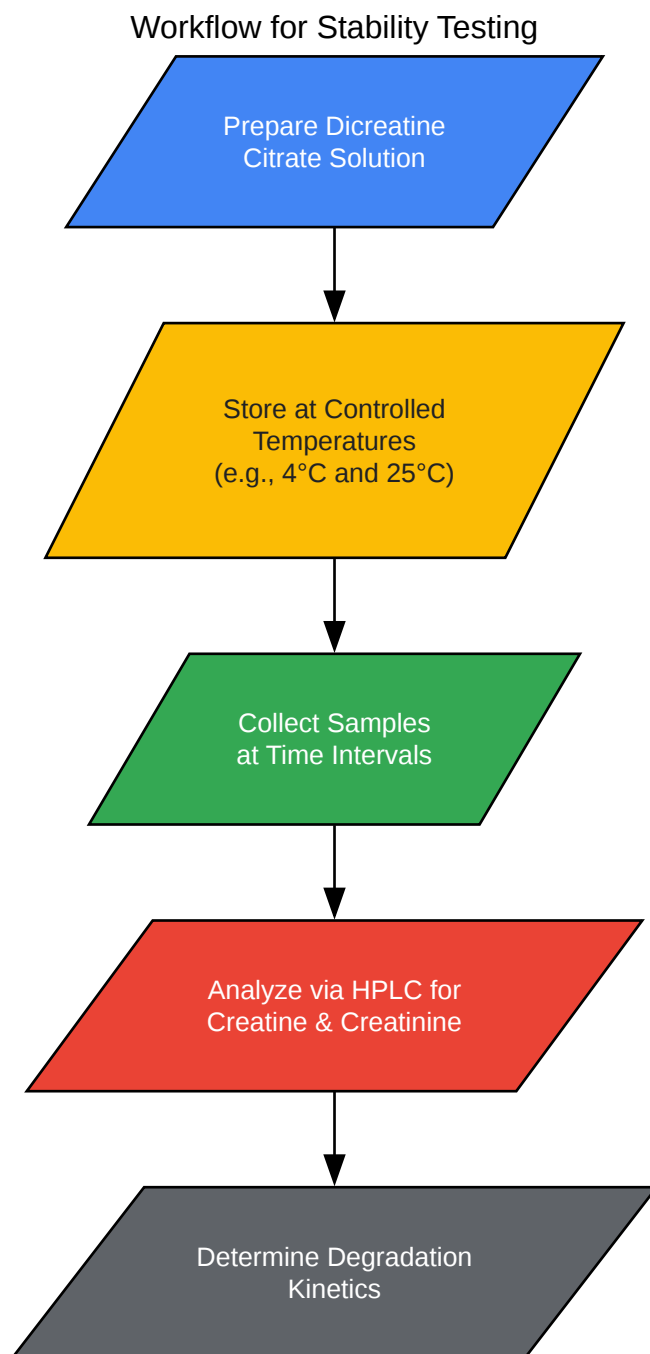 Workflow for Stability Testing
Prepare Dicreatine
Citrate Solution
Store at Controlled
Temperatures
(e.g., 4°C and 25°C)
Collect Samples
at Time Intervals
Analyze via HPLC for
Creatine & Creatinine
Determine Degradation
Kinetics